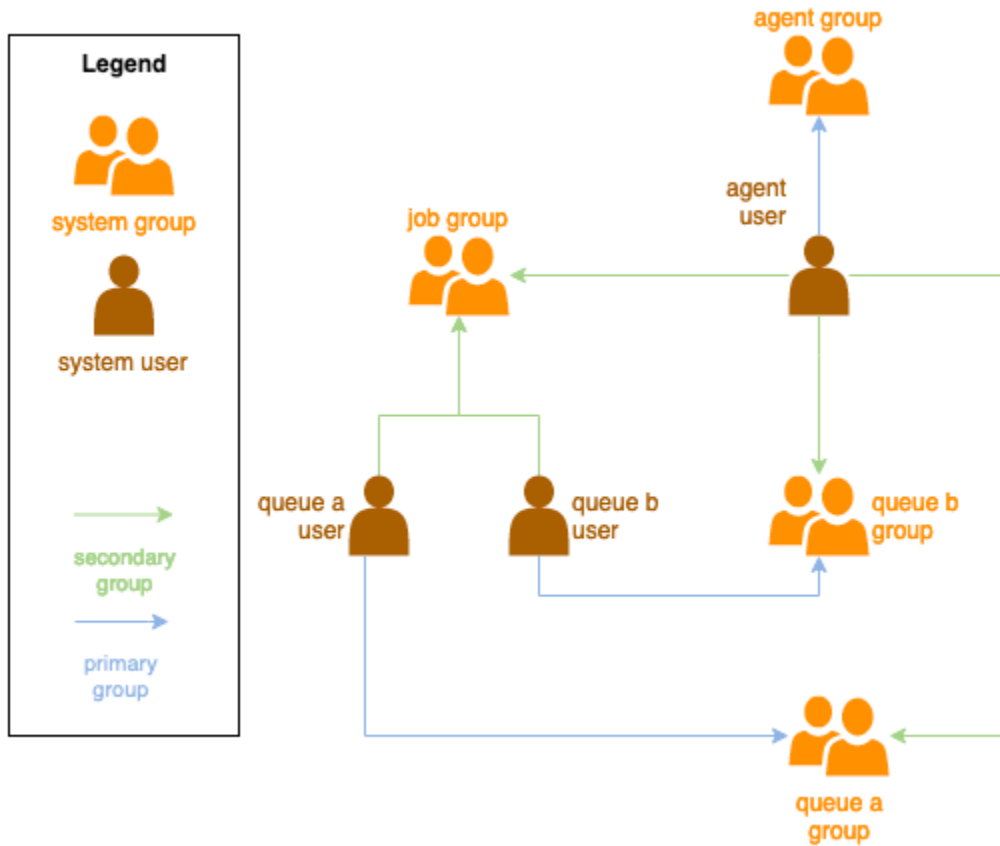 Legend
system group
system user
secondary
group
primary
group
agent group
agent
user
job group
queue a
user
queue b
user
queue b
group
queue a
group